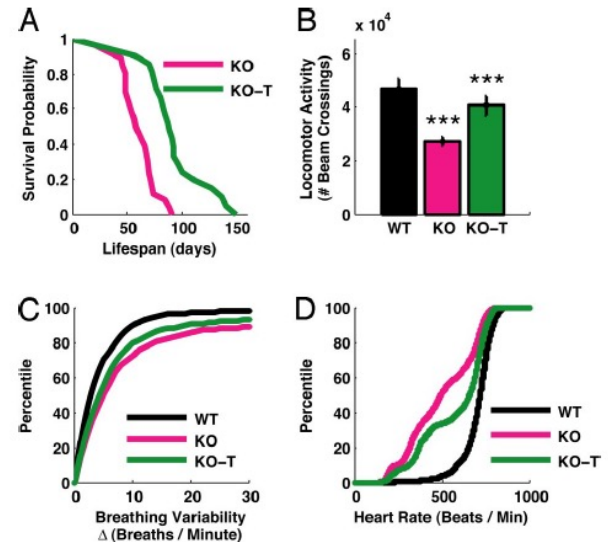 A
Survival Probability
1
0.8
0.6
0.4
0.2
0
KO
KO-T
0 50 100 150
Lifespan (days)
B
x 10⁴
Locomotor Activity
(# Beam Crossings)
6
4
2
0
***
***
WT KO KO-T
C
Percentile
100
80
60
40
20
0
WT
KO
KO-T
0 10 20 30
Breathing Variability
Δ (Breaths / Minute)
D
Percentile
100
80
60
40
20
0
WT
KO
KO-T
500 1000
Heart Rate (Beats / Min)